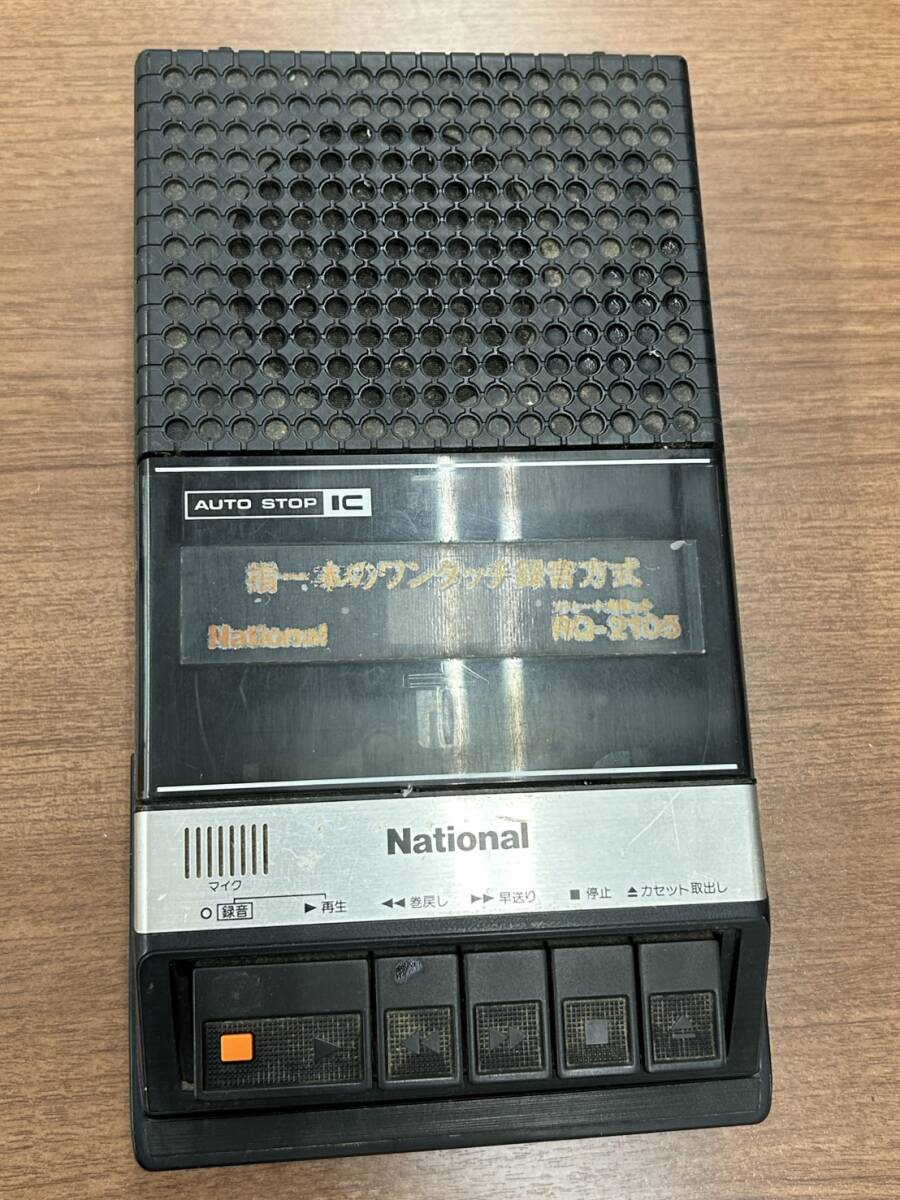 AUTO STOP IC
指一本のワンタッチ録音方式
National
RQ-2105
National
マイク
録音 ▶ 再生 ◀◀ 巻戻し ▶▶ 早送り ■ 停止 ▲ カセット取出し